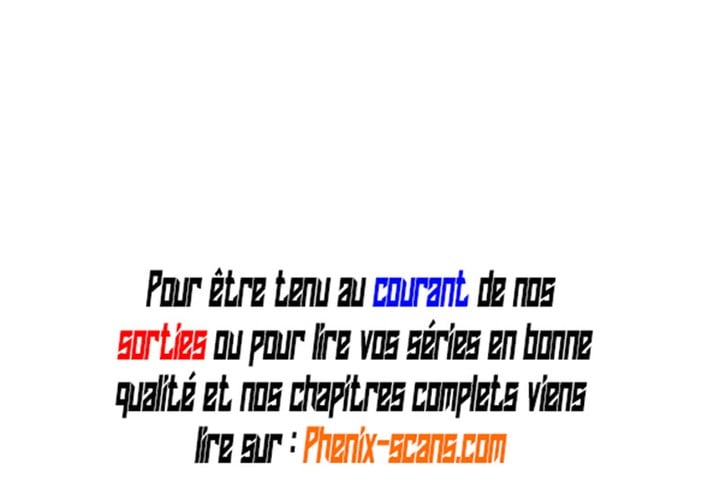 Pour être tenu au courant de nos
sorties ou pour lire vos séries en bonne
qualité et nos chapitres complets viens
lire sur : Phenix-scans.com